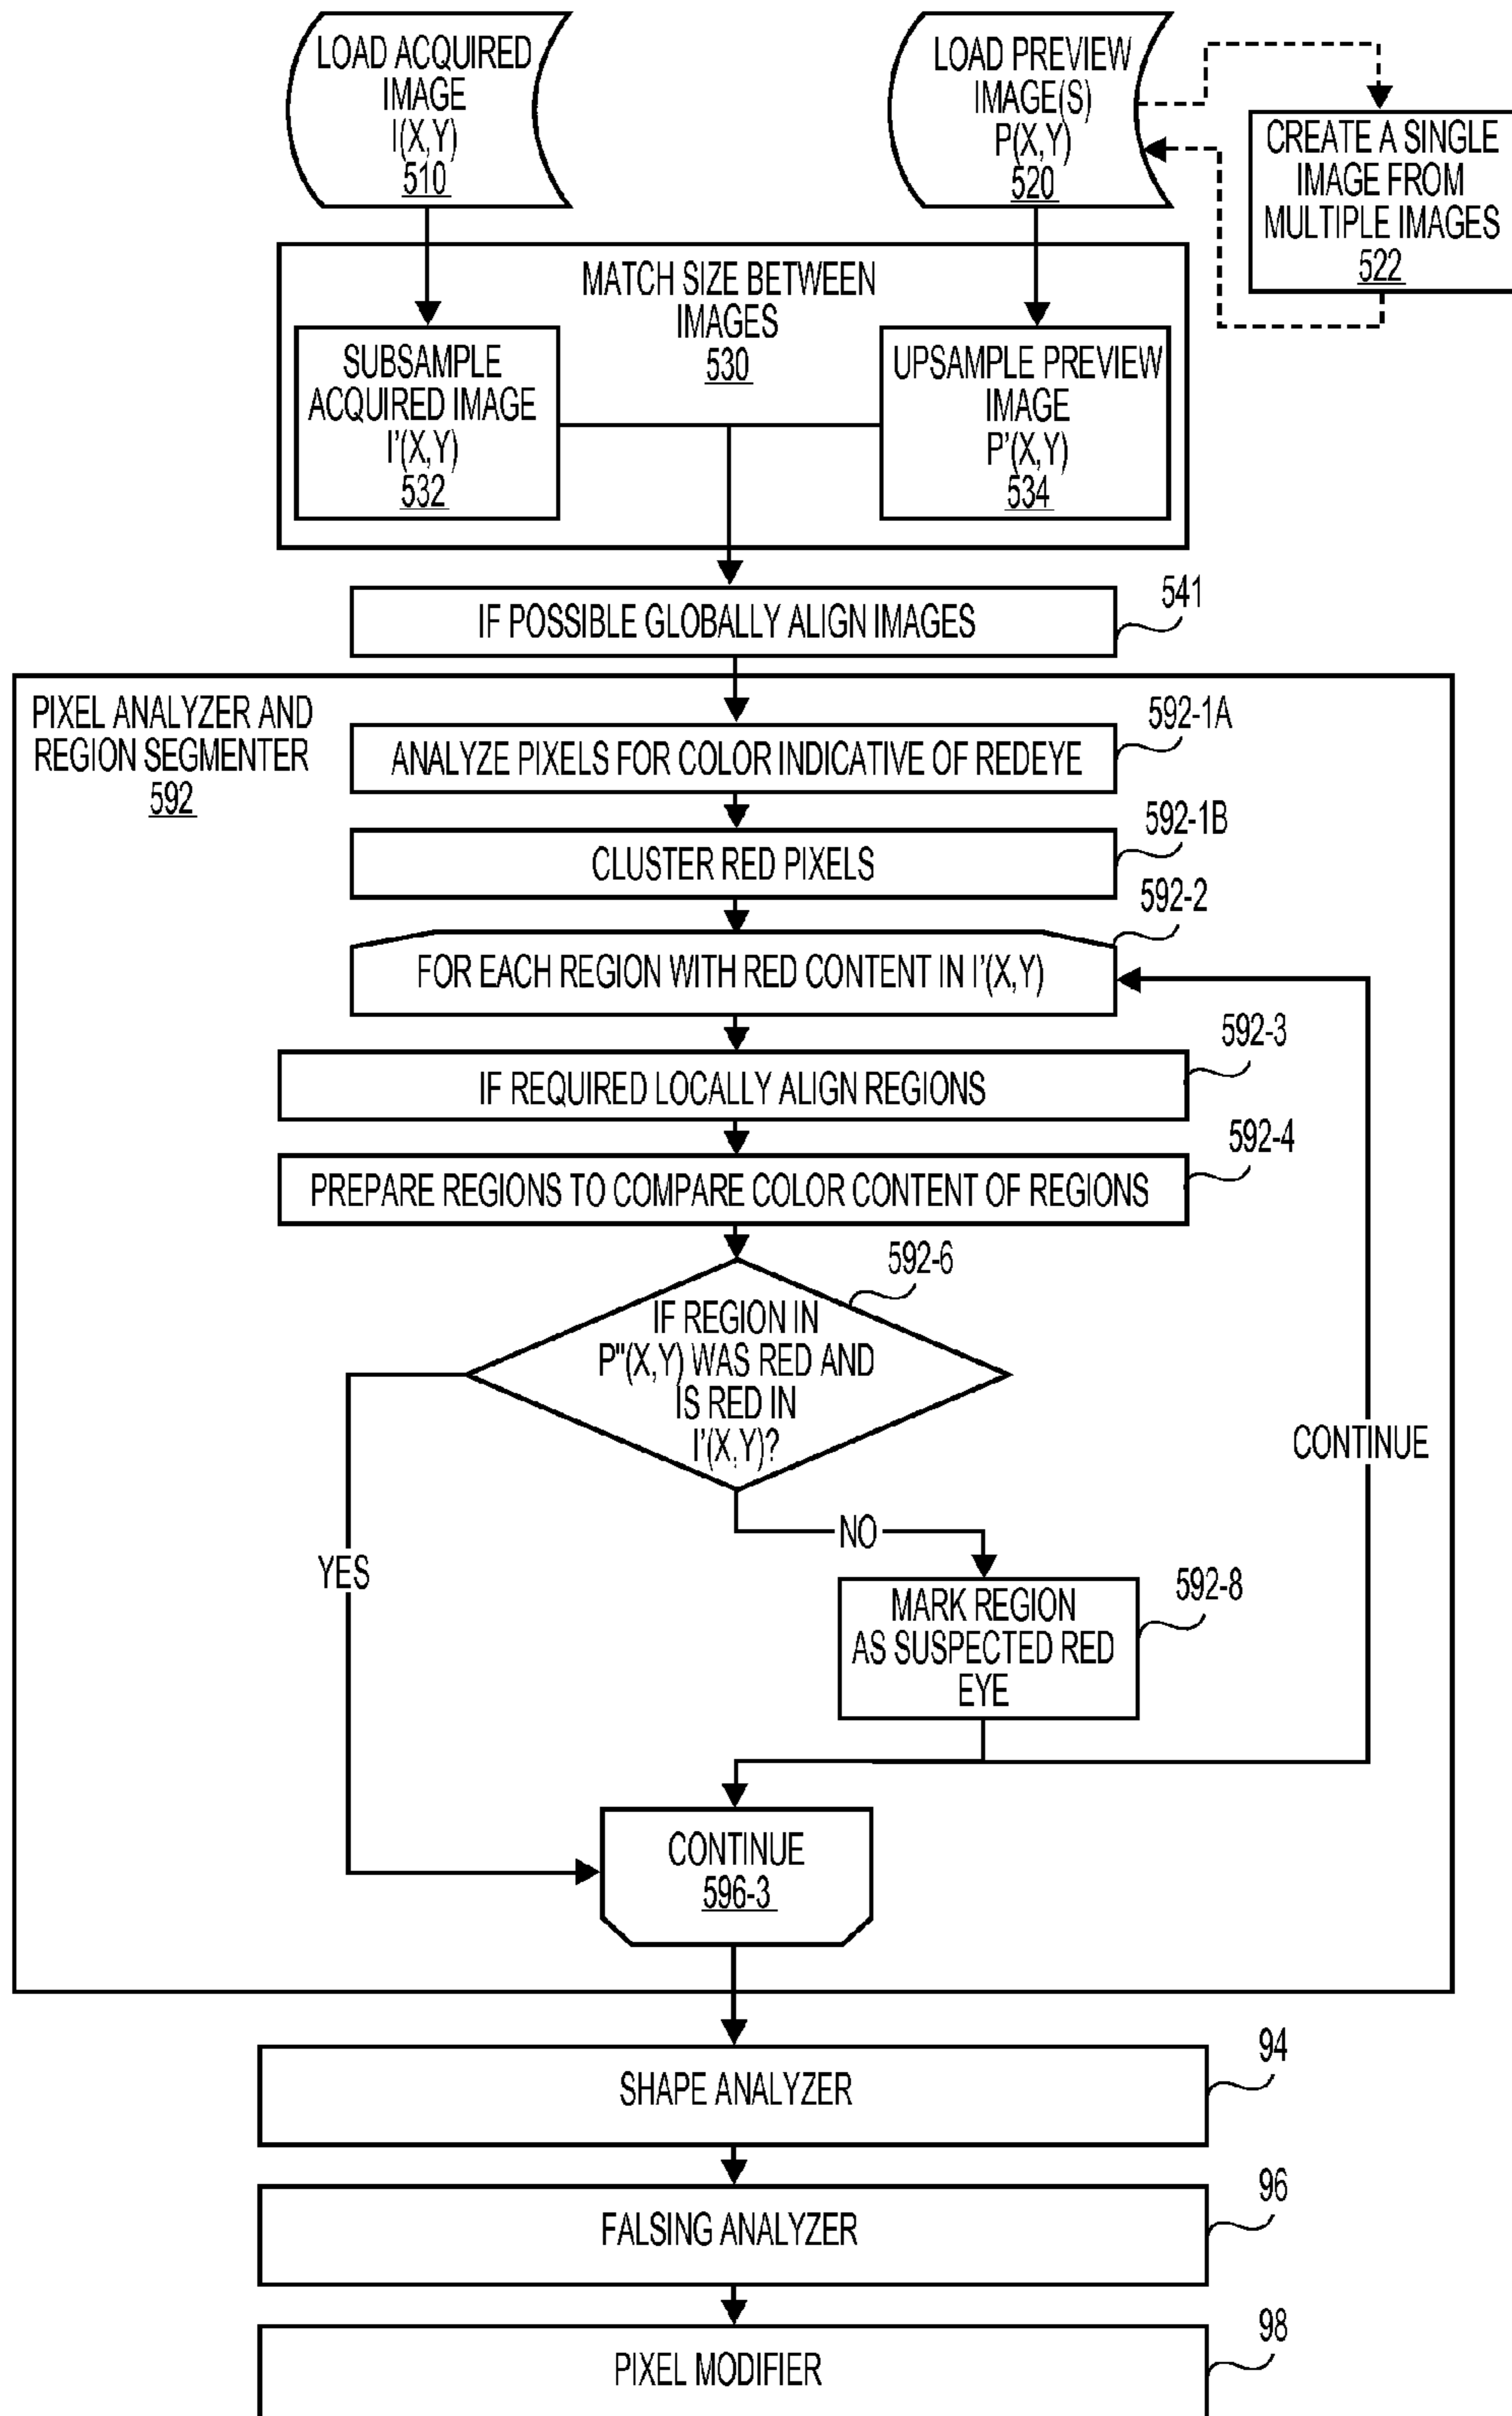 LOAD ACQUIRED
IMAGE
I(X,Y)
510
LOAD PREVIEW
IMAGE(S)
P(X,Y)
520
CREATE A SINGLE
IMAGE FROM
MULTIPLE IMAGES
522
MATCH SIZE BETWEEN
IMAGES
530
SUBSAMPLE
ACQUIRED IMAGE
I'(X,Y)
532
UPSAMPLE PREVIEW
IMAGE
P'(X,Y)
534
541
IF POSSIBLE GLOBALLY ALIGN IMAGES
PIXEL ANALYZER AND
REGION SEGMENTER
592
592-1A
ANALYZE PIXELS FOR COLOR INDICATIVE OF REDEYE
592-1B
CLUSTER RED PIXELS
592-2
FOR EACH REGION WITH RED CONTENT IN I'(X,Y)
592-3
IF REQUIRED LOCALLY ALIGN REGIONS
592-4
PREPARE REGIONS TO COMPARE COLOR CONTENT OF REGIONS
592-6
IF REGION IN
P"(X,Y) WAS RED AND
IS RED IN
I'(X,Y)?
CONTINUE
NO
YES
592-8
MARK REGION
AS SUSPECTED RED
EYE
CONTINUE
596-3
94
SHAPE ANALYZER
96
FALSING ANALYZER
98
PIXEL MODIFIER